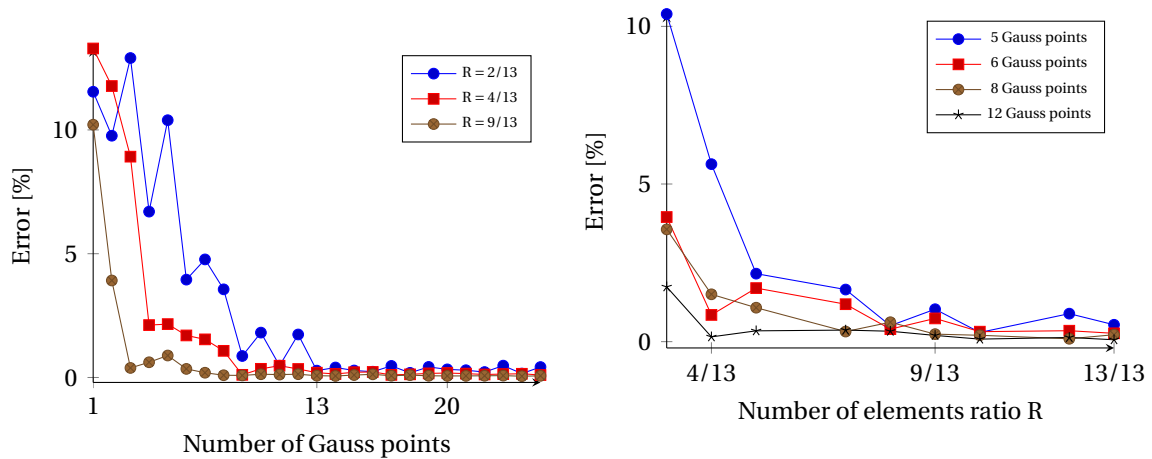 10
5
0
1
13
20
Error [%]
Number of Gauss points
R = 2/13
R = 4/13
R = 9/13
10
5
0
4/13
9/13
13/13
Error [%]
Number of elements ratio R
5 Gauss points
6 Gauss points
8 Gauss points
12 Gauss points